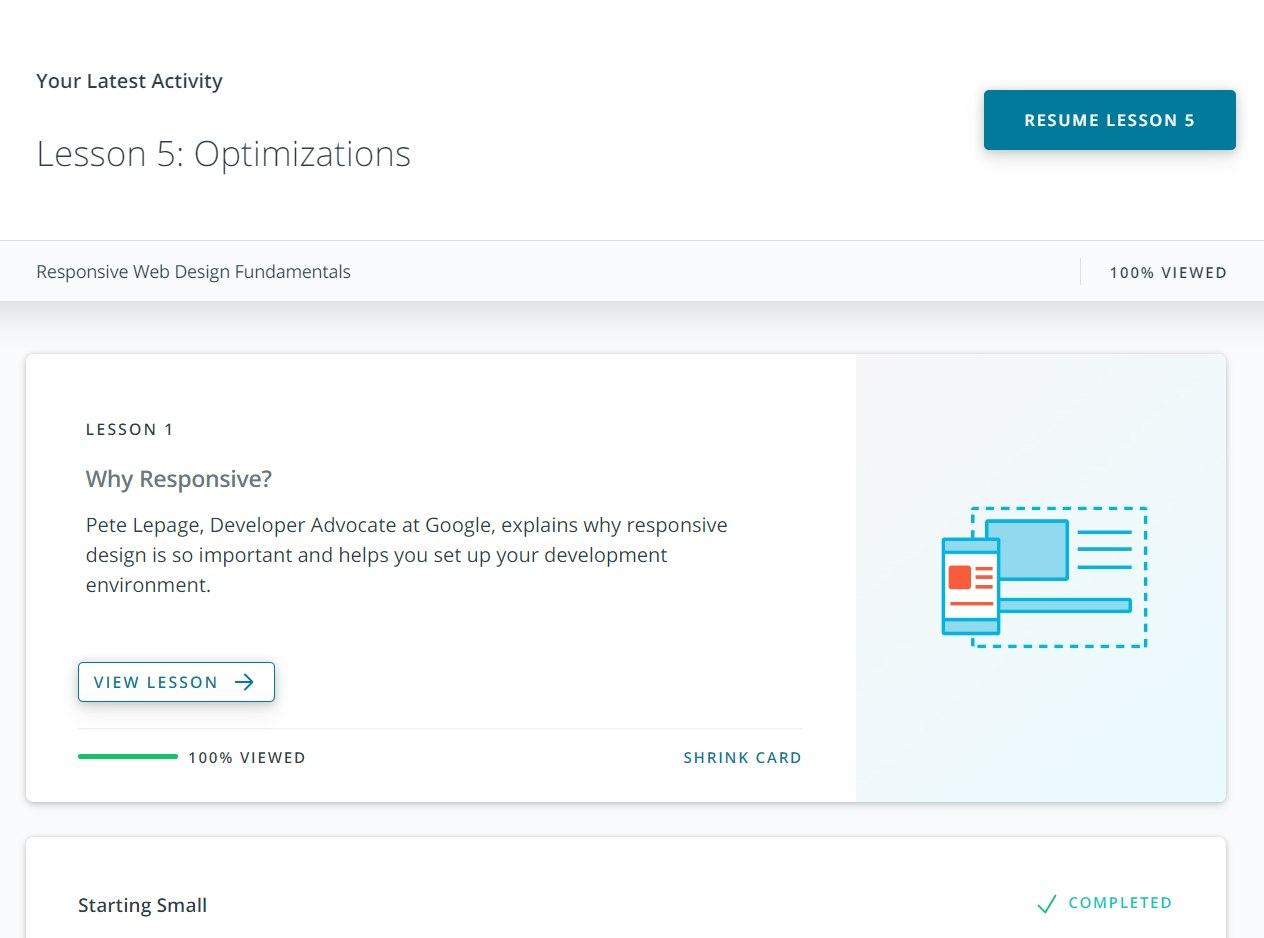 Your Latest Activity
RESUME LESSON 5
Lesson 5: Optimizations
Responsive Web Design Fundamentals
100% VIEWED
LESSON 1
Why Responsive?
Pete Lepage, Developer Advocate at Google, explains why responsive
design is so important and helps you set up your development
environment.
VIEW LESSON
100% VIEWED
SHRINK CARD
Starting Small
COMPLETED